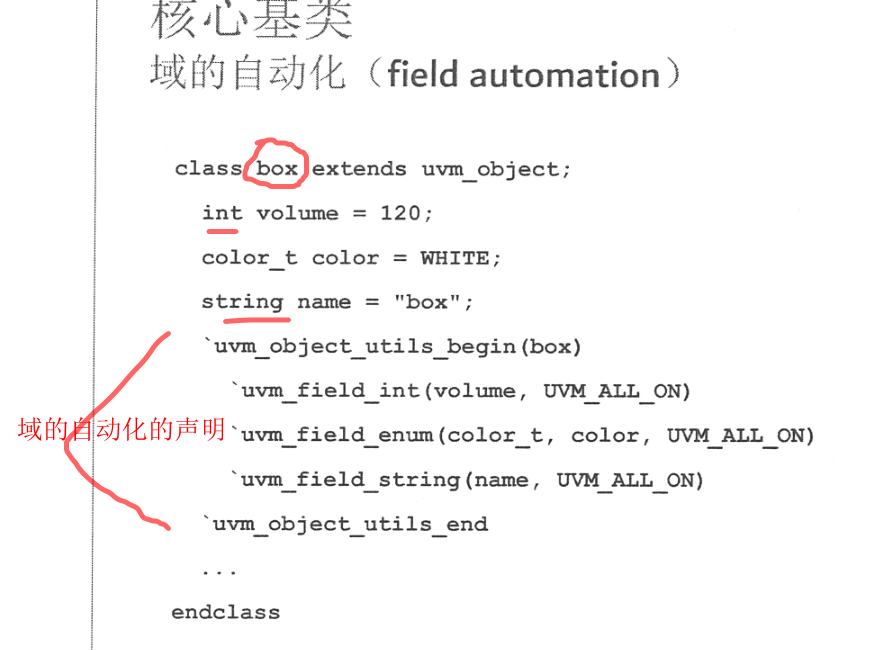 核心基类
域的自动化（field automation）
class box extends uvm_object;
int volume = 120;
color_t color = WHITE;
string name = "box";
`uvm_object_utils_begin(box)
`uvm_field_int(volume, UVM_ALL_ON)
域的自动化的声明
`uvm_field_enum(color_t, color, UVM_ALL_ON)
`uvm_field_string(name, UVM_ALL_ON)
`uvm_object_utils_end
...
endclass